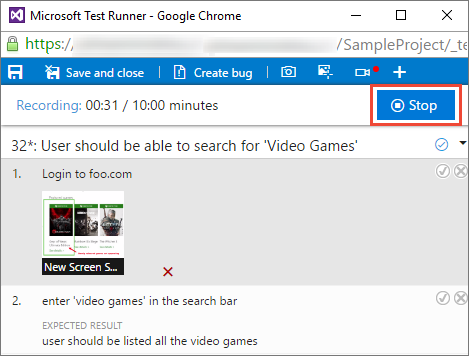 Microsoft Test Runner - Google Chrome
https:// /SampleProject/_te
Save and close Create bug
Recording: 00:31 / 10:00 minutes Stop
32*: User should be able to search for 'Video Games'
1. Login to foo.com
New Screen S...
2. enter 'video games' in the search bar
EXPECTED RESULT
user should be listed all the video games